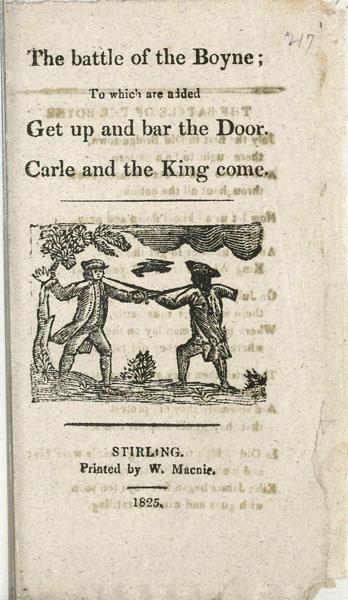 217
The battle of the Boyne;
To which are added
Get up and bar the Door.
Carle and the King come.
STIRLING.
Printed by W. Macnie.
1825.